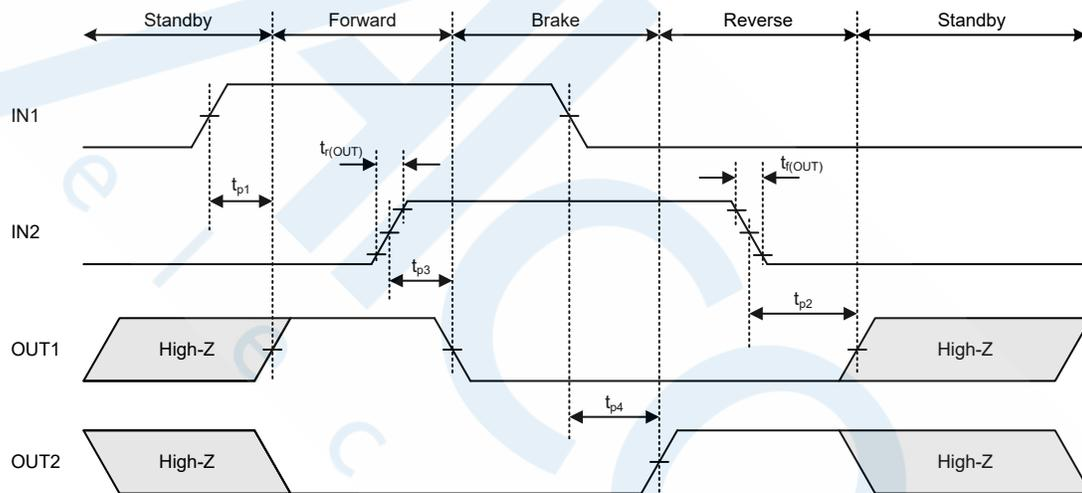 Standby Forward Brake Reverse Standby
IN1
tr(OUT) tf(OUT)
tp1
IN2
tp3
tp2
OUT1 High-Z High-Z
tp4
OUT2 High-Z High-Z
e
e
c